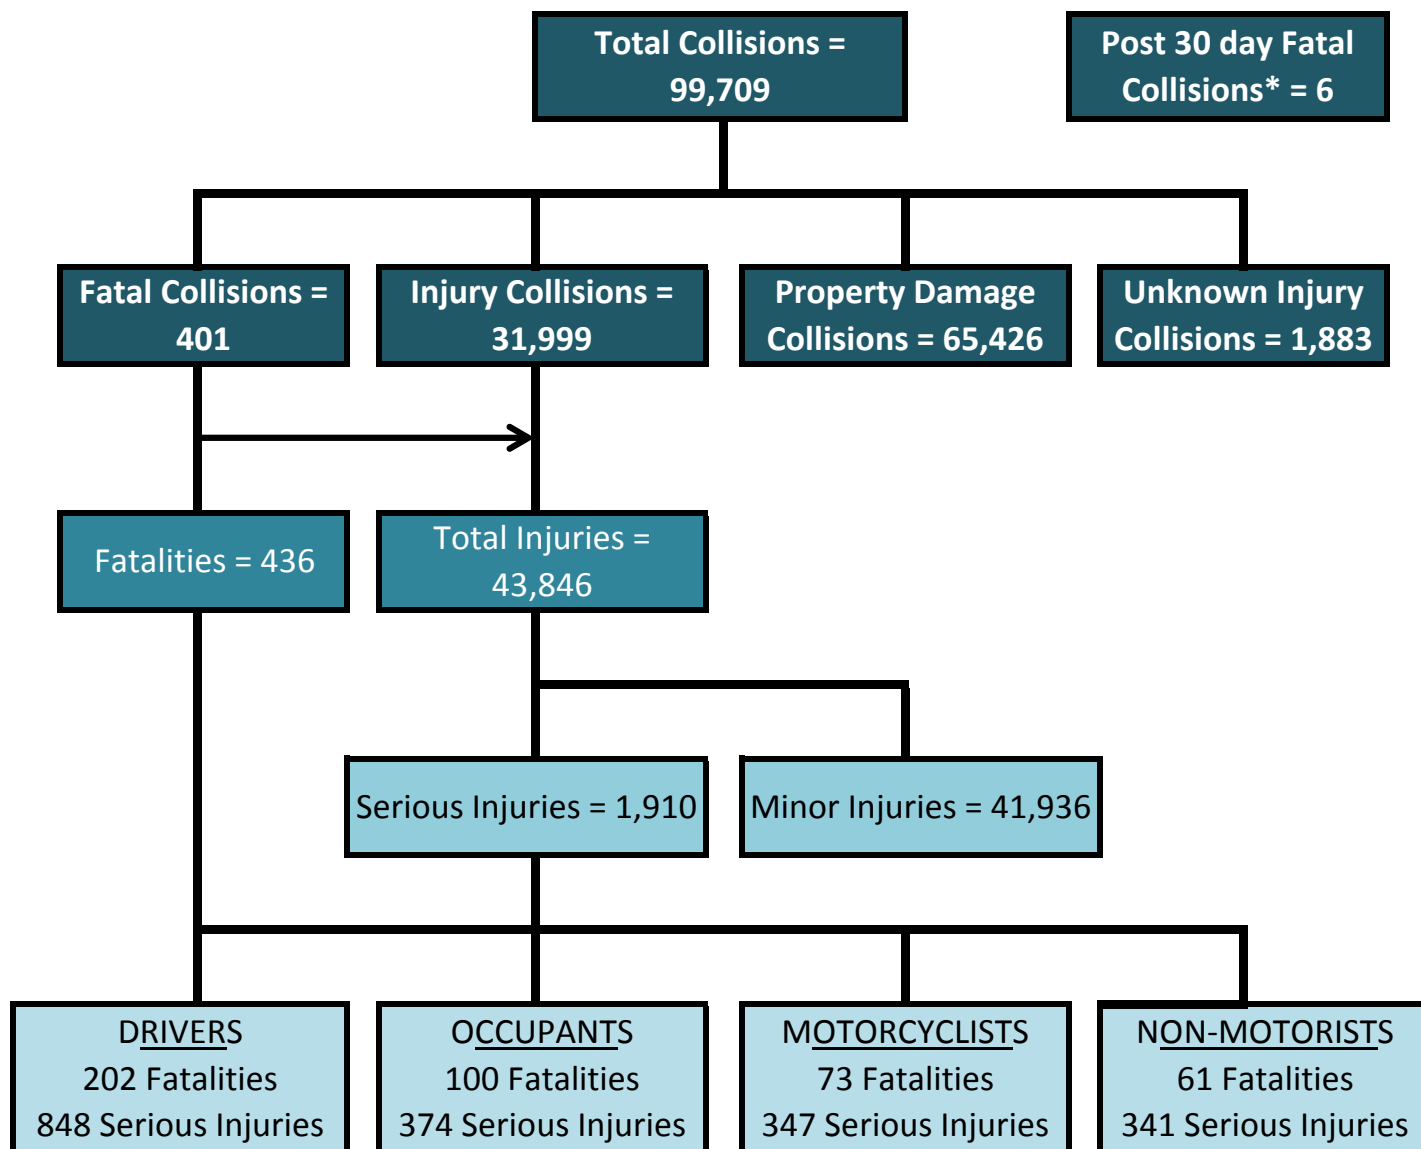 Total Collisions =
99,709
Post 30 day Fatal
Collisions* = 6
Fatal Collisions =
401
Injury Collisions =
31,999
Property Damage
Collisions = 65,426
Unknown Injury
Collisions = 1,883
Fatalities = 436
Total Injuries =
43,846
Serious Injuries = 1,910
Minor Injuries = 41,936
DRIVERS
202 Fatalities
848 Serious Injuries
OCCUPANTS
100 Fatalities
374 Serious Injuries
MOTORCYCLISTS
73 Fatalities
347 Serious Injuries
NON-MOTORISTS
61 Fatalities
341 Serious Injuries